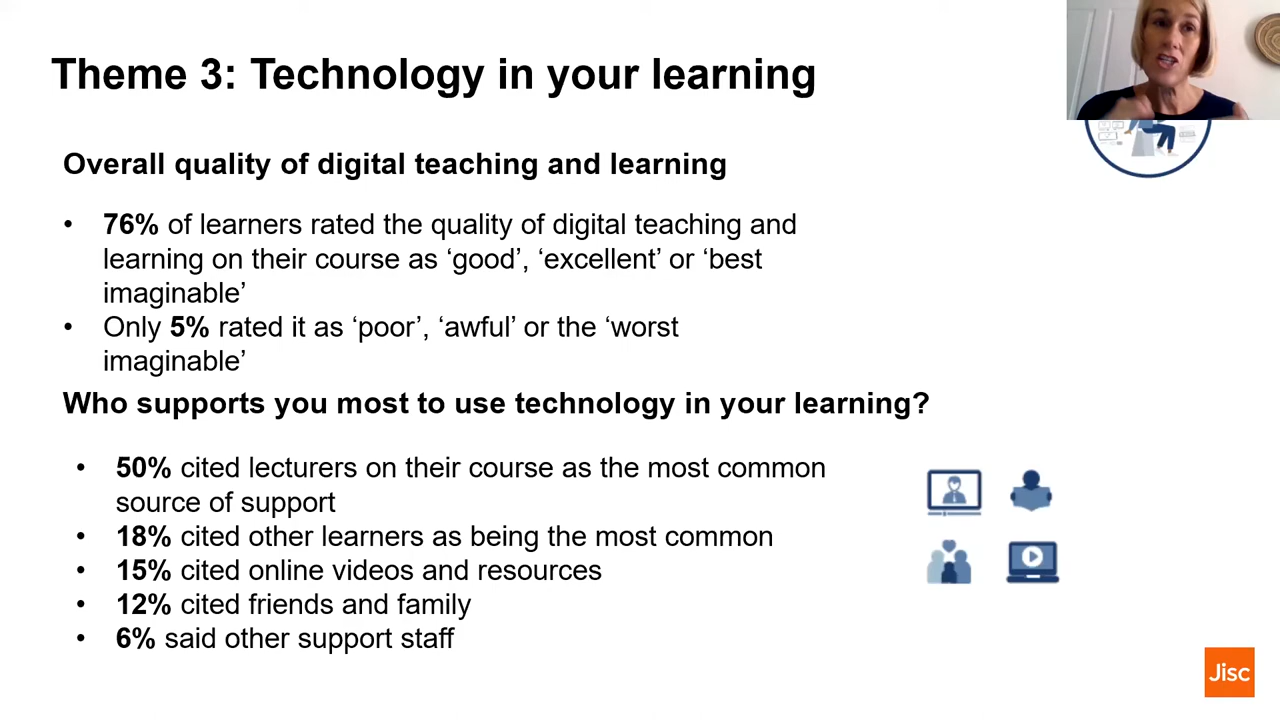 Theme 3: Technology in your learning
Overall quality of digital teaching and learning
• 76% of learners rated the quality of digital teaching and
learning on their course as ‘good’, ‘excellent’ or ‘best
imaginable’
• Only 5% rated it as ‘poor’, ‘awful’ or the ‘worst
imaginable’
Who supports you most to use technology in your learning?
• 50% cited lecturers on their course as the most common
source of support
• 18% cited other learners as being the most common
• 15% cited online videos and resources
• 12% cited friends and family
• 6% said other support staff
Jisc